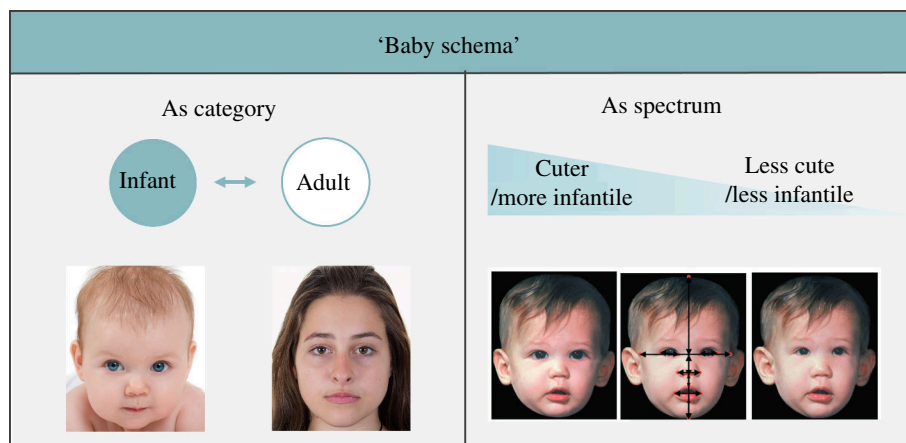 ‘Baby schema’
As category
Infant
Adult
As spectrum
Cuter
/more infantile
Less cute
/less infantile